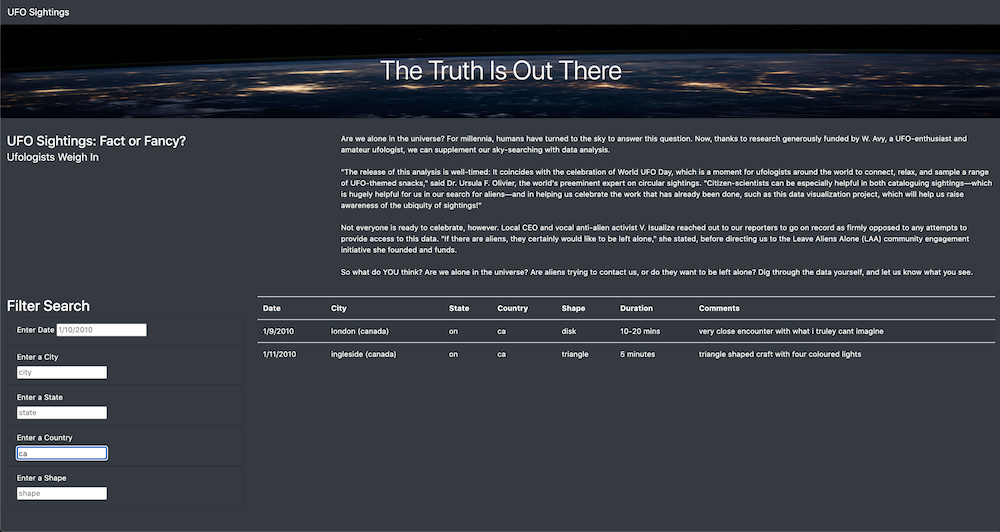 UFO Sightings
The Truth Is Out There
UFO Sightings: Fact or Fancy?
Ufologists Weigh In
Are we alone in the universe? For millennia, humans have turned to the sky to answer this question. Now, thanks to research generously funded by W. Avy, a UFO-enthusiast and
amateur ufologist, we can supplement our sky-searching with data analysis.
"The release of this analysis is well-timed: It coincides with the celebration of World UFO Day, which is a moment for ufologists around the world to connect, relax, and sample a range
of UFO-themed snacks," said Dr. Ursula F. Olivier, the world's preeminent expert on circular sightings. "Citizen-scientists can be especially helpful in both cataloguing sightings—which
is hugely helpful for us in our search for aliens—and in helping us celebrate the work that has already been done, such as this data visualization project, which will help us raise
awareness of the ubiquity of sightings!"
Not everyone is ready to celebrate, however. Local CEO and vocal anti-alien activist V. Isualize reached out to our reporters to go on record as firmly opposed to any attempts to
provide access to this data. "If there are aliens, they certainly would like to be left alone," she stated, before directing us to the Leave Aliens Alone (LAA) community engagement
initiative she founded and funds.
So what do YOU think? Are we alone in the universe? Are aliens trying to contact us, or do they want to be left alone? Dig through the data yourself, and let us know what you see.
Filter Search
Enter Date 1/10/2010
Enter a City
city
Enter a State
state
Enter a Country
ca
Enter a Shape
shape
Date City State Country Shape Duration Comments
1/9/2010 london (canada) on ca disk 10-20 mins very close encounter with what i truley cant imagine
1/11/2010 ingleside (canada) on ca triangle 5 minutes triangle shaped craft with four coloured lights